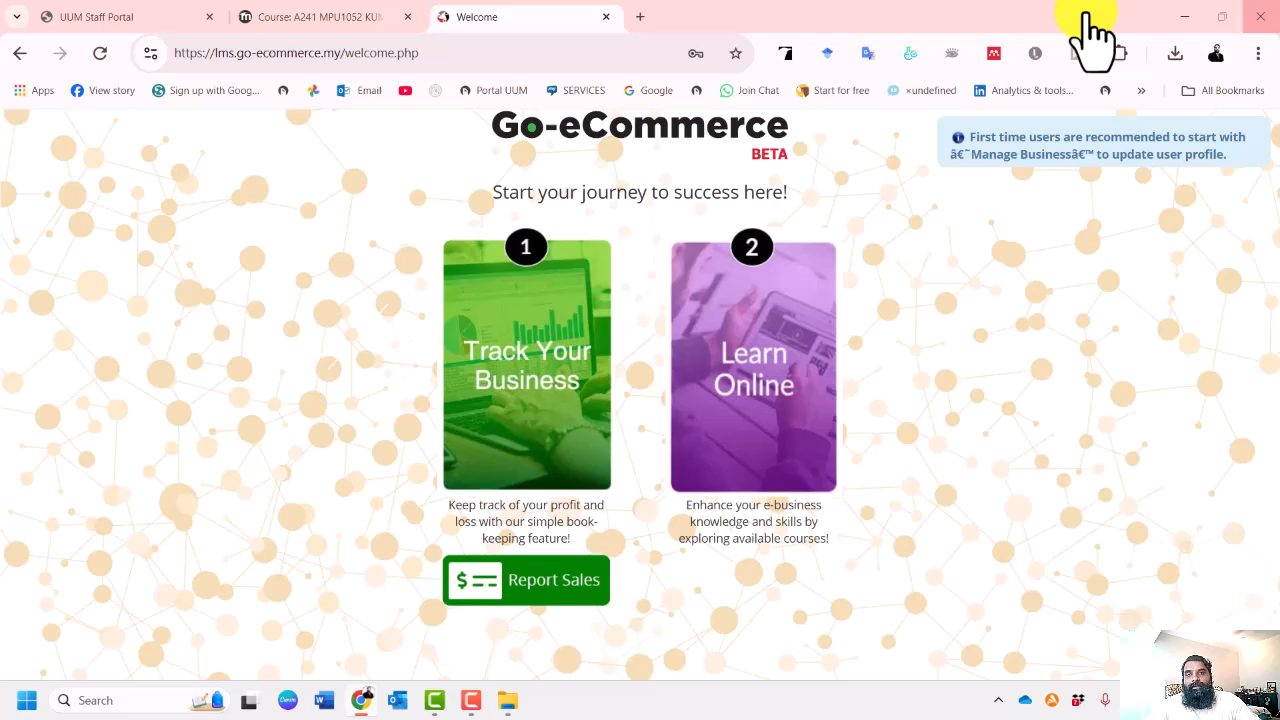 UUM Staff Portal
Course: A241 MPU1052 KUN
Welcome
https://lms.go-ecommerce.my/welcome.php
Apps
View story
Sign up with Goog...
Email
Portal UUM
SERVICES
Google
Join Chat
Start for free
×undefined
Analytics & tools...
»
All Bookmarks
Go-eCommerce
BETA
First time users are recommended to start with
â€˜Manage Businessâ€™ to update user profile.
Start your journey to success here!
1
2
Track Your
Business
Learn
Online
Keep track of your profit and
loss with our simple book-
keeping feature!
Enhance your e-business
knowledge and skills by
exploring available courses!
$ Report Sales
Search